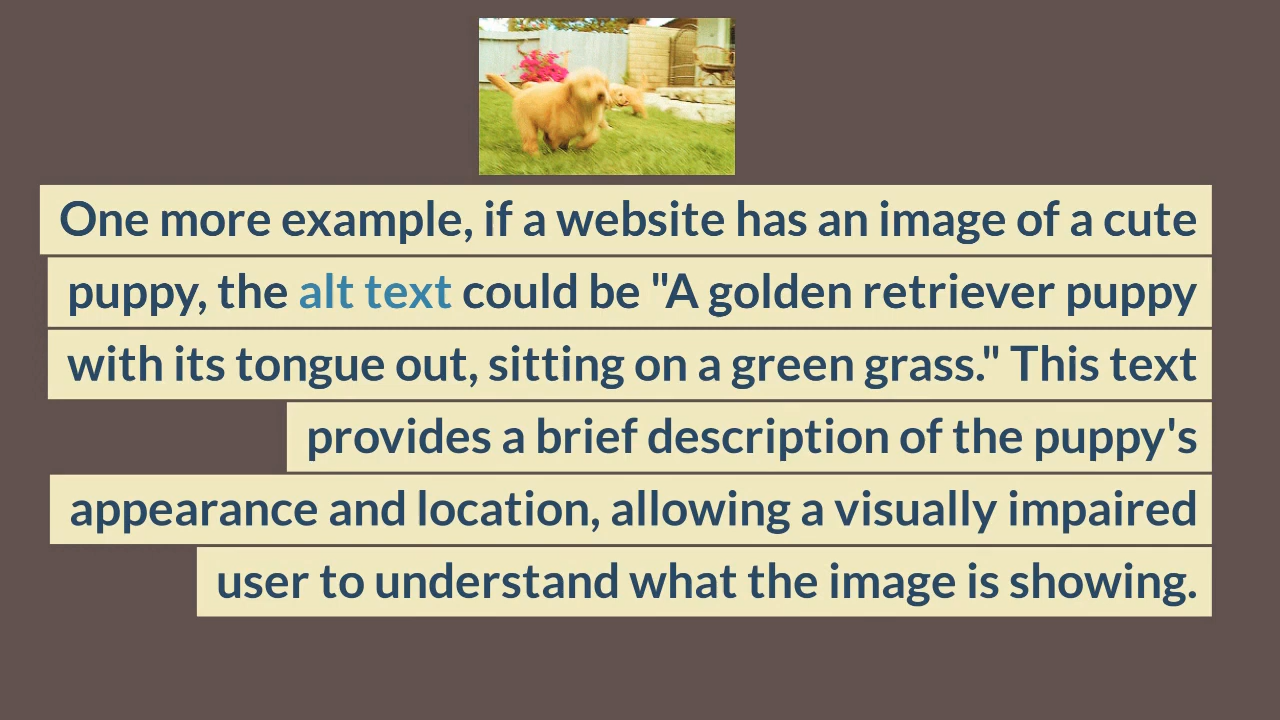 One more example, if a website has an image of a cute
puppy, the alt text could be "A golden retriever puppy
with its tongue out, sitting on a green grass." This text
provides a brief description of the puppy's
appearance and location, allowing a visually impaired
user to understand what the image is showing.